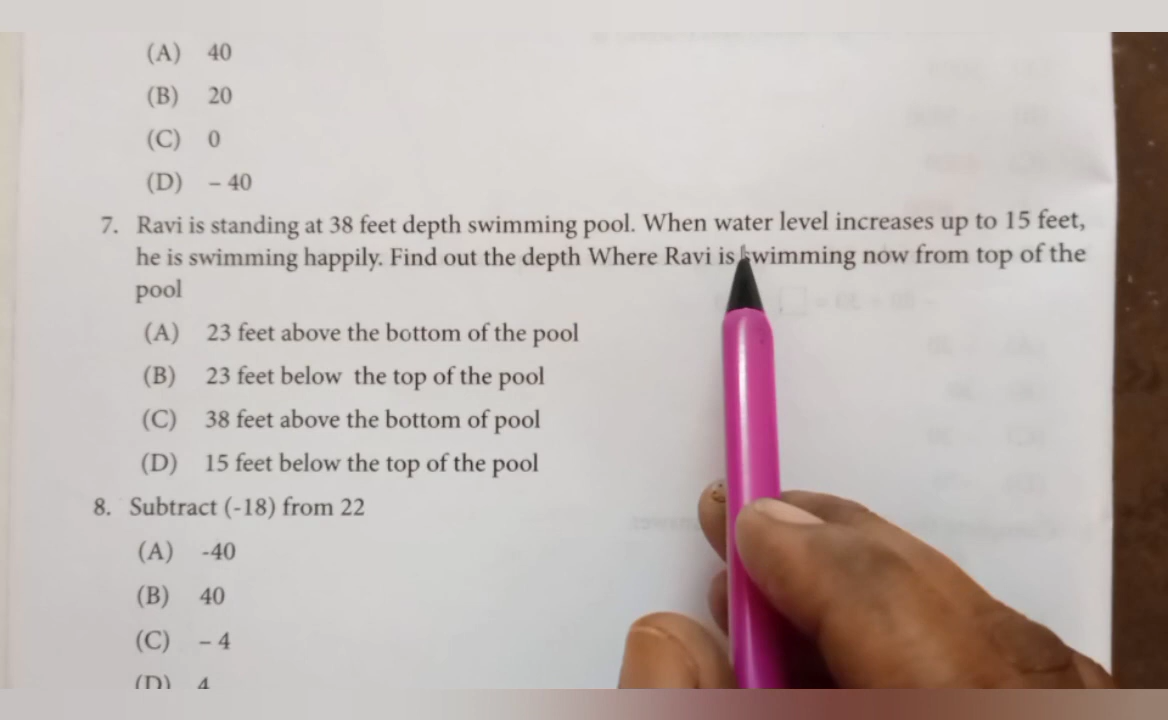 (A) 40
(B) 20
(C) 0
(D) – 40
7. Ravi is standing at 38 feet depth swimming pool. When water level increases up to 15 feet,
he is swimming happily. Find out the depth Where Ravi is swimming now from top of the
pool
(A) 23 feet above the bottom of the pool
(B) 23 feet below the top of the pool
(C) 38 feet above the bottom of pool
(D) 15 feet below the top of the pool
8. Subtract (-18) from 22
(A) -40
(B) 40
(C) – 4
(D) 4